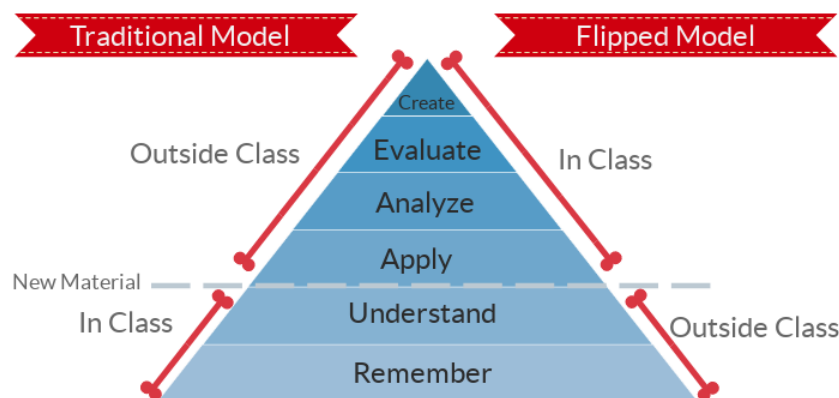 Traditional Model
Flipped Model
Create
Outside Class
Evaluate
In Class
Analyze
Apply
New Material
In Class
Understand
Outside Class
Remember